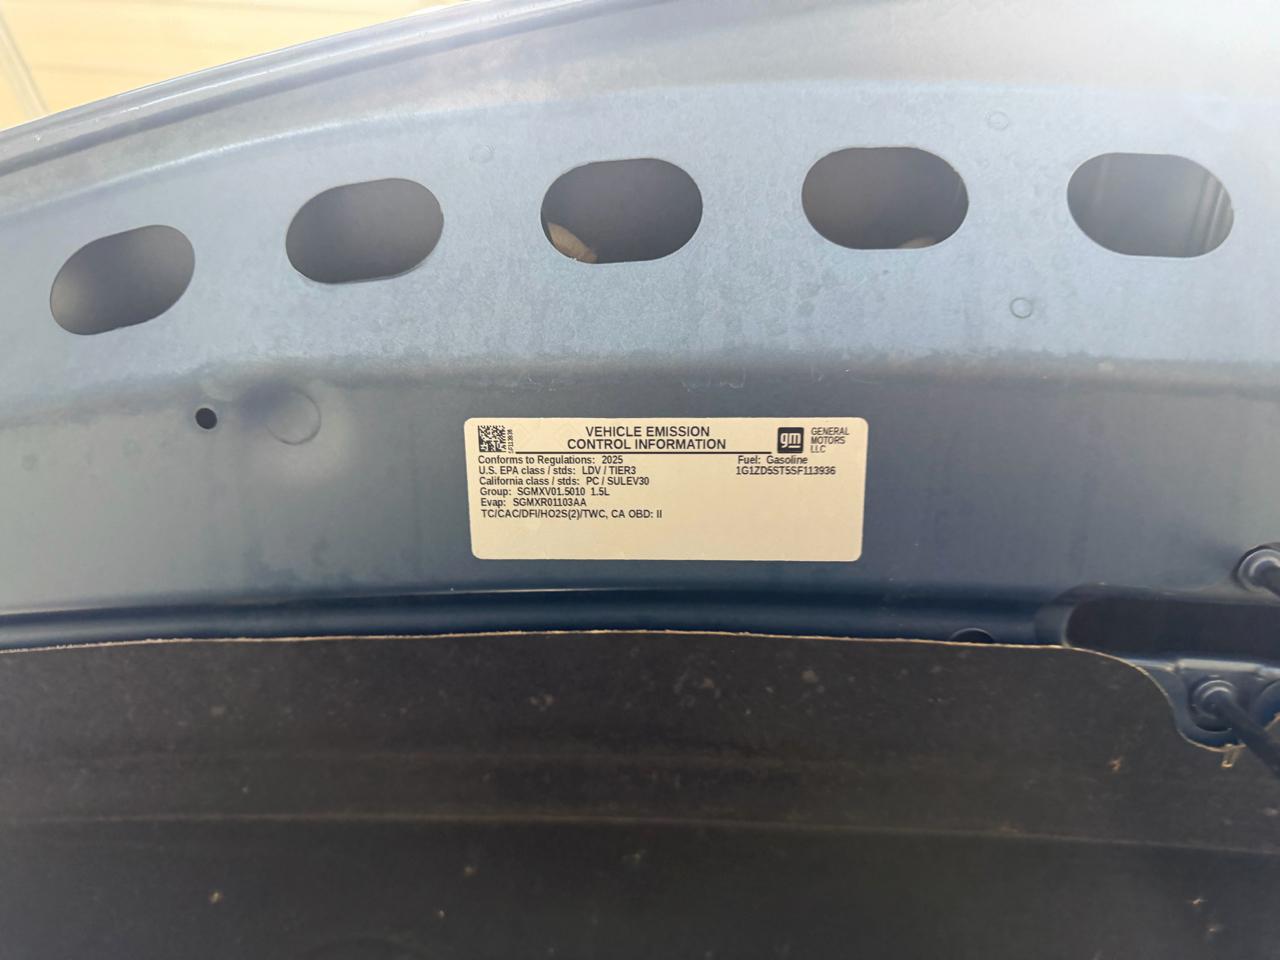 VEHICLE EMISSION
CONTROL INFORMATION
gm
GENERAL
MOTORS
LLC
SF113936
Conforms to Regulations: 2025
Fuel: Gasoline
U.S. EPA class / stds: LDV / TIER3
1G1ZD5ST5SF113936
California class / stds: PC / SULEV30
Group: SGMXV01.5010 1.5L
Evap: SGMXR01103AA
TC/CAC/DFI/HO2S(2)/TWC, CA OBD: II